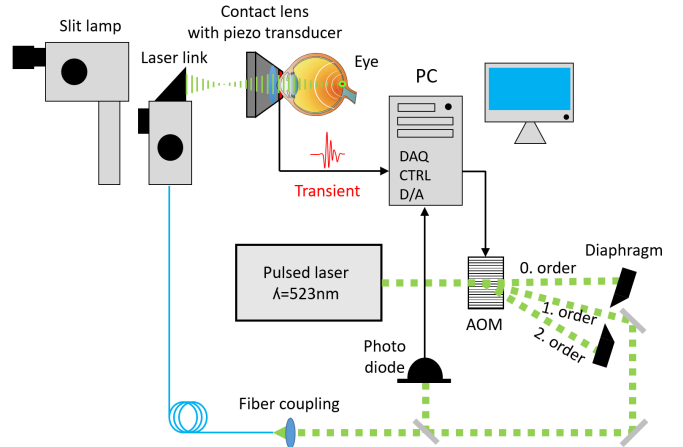 Slit lamp
Contact lens
with piezo transducer
Laser link
Eye
PC
DAQ
CTRL
D/A
Transient
Pulsed laser
λ=523nm
AOM
0. order
1. order
2. order
Diaphragm
Photo
diode
Fiber coupling